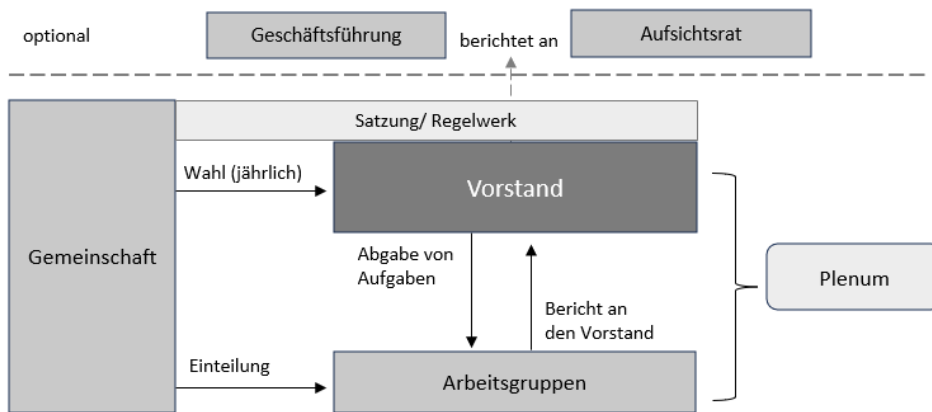 optional
Geschäftsführung
berichtet an
Aufsichtsrat
Satzung/ Regelwerk
Wahl (jährlich)
Vorstand
Gemeinschaft
Abgabe von
Aufgaben
Plenum
Bericht an
den Vorstand
Einteilung
Arbeitsgruppen